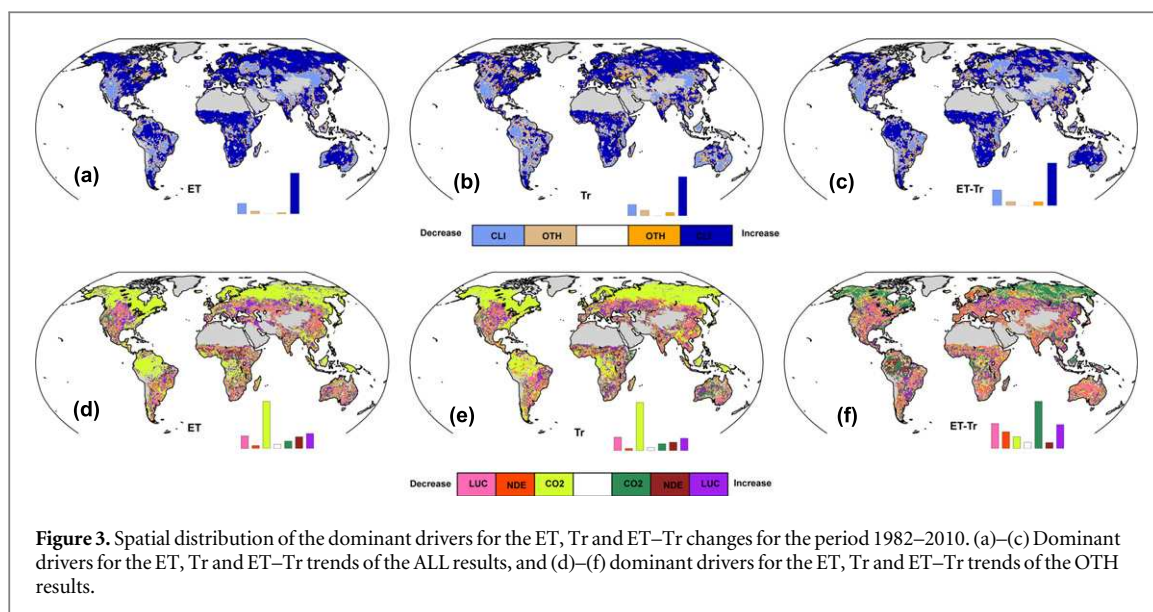 (a)
ET
(b)
Tr
(c)
ET-Tr
Decrease CLI OTH OTH CLI Increase
(d)
ET
(e)
Tr
(f)
ET-Tr
Decrease LUC NDE CO2 CO2 NDE LUC Increase
Figure 3. Spatial distribution of the dominant drivers for the ET, Tr and ET–Tr changes for the period 1982–2010. (a)–(c) Dominant
drivers for the ET, Tr and ET–Tr trends of the ALL results, and (d)–(f) dominant drivers for the ET, Tr and ET–Tr trends of the OTH
results.